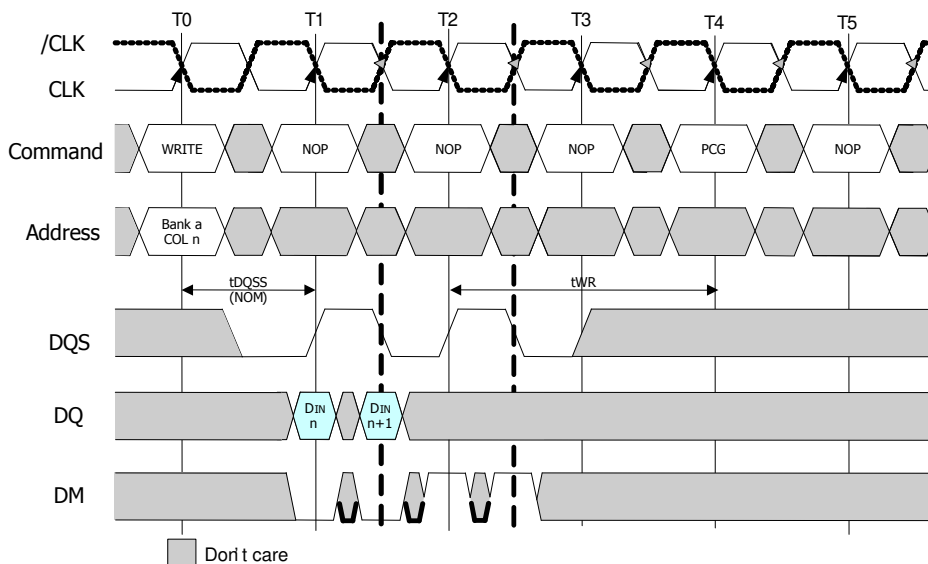 T0 T1 T2 T3 T4 T5
/CLK
CLK
Command WRITE NOP NOP NOP PCG NOP
Address Bank a
COL n
tDQSS
(NOM)
tWR
DQS
DQ DIN
n
DIN
n+1
DM
Don't care